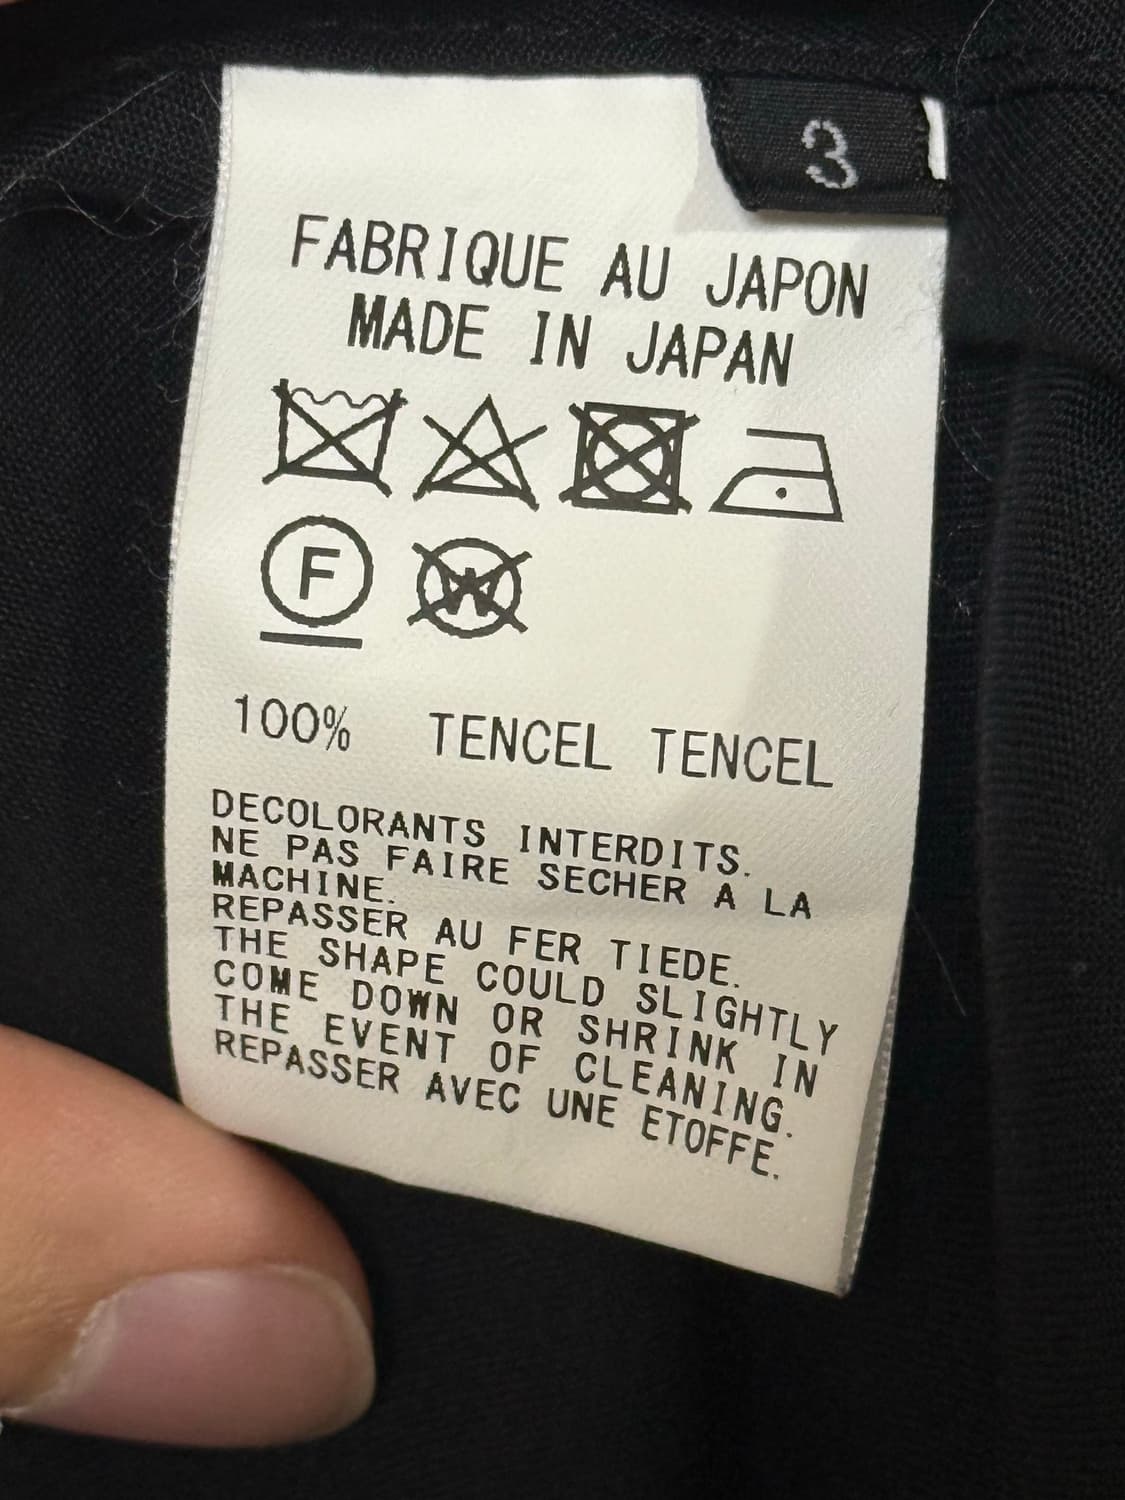 3
FABRIQUE AU JAPON
MADE IN JAPAN
F W
100% TENCEL TENCEL
DECOLORANTS INTERDITS.
NE PAS FAIRE SECHER A LA
MACHINE.
REPASSER AU FER TIEDE.
THE SHAPE COULD SLIGHTLY
COME DOWN OR SHRINK IN
THE EVENT OF CLEANING.
REPASSER AVEC UNE ETOFFE.